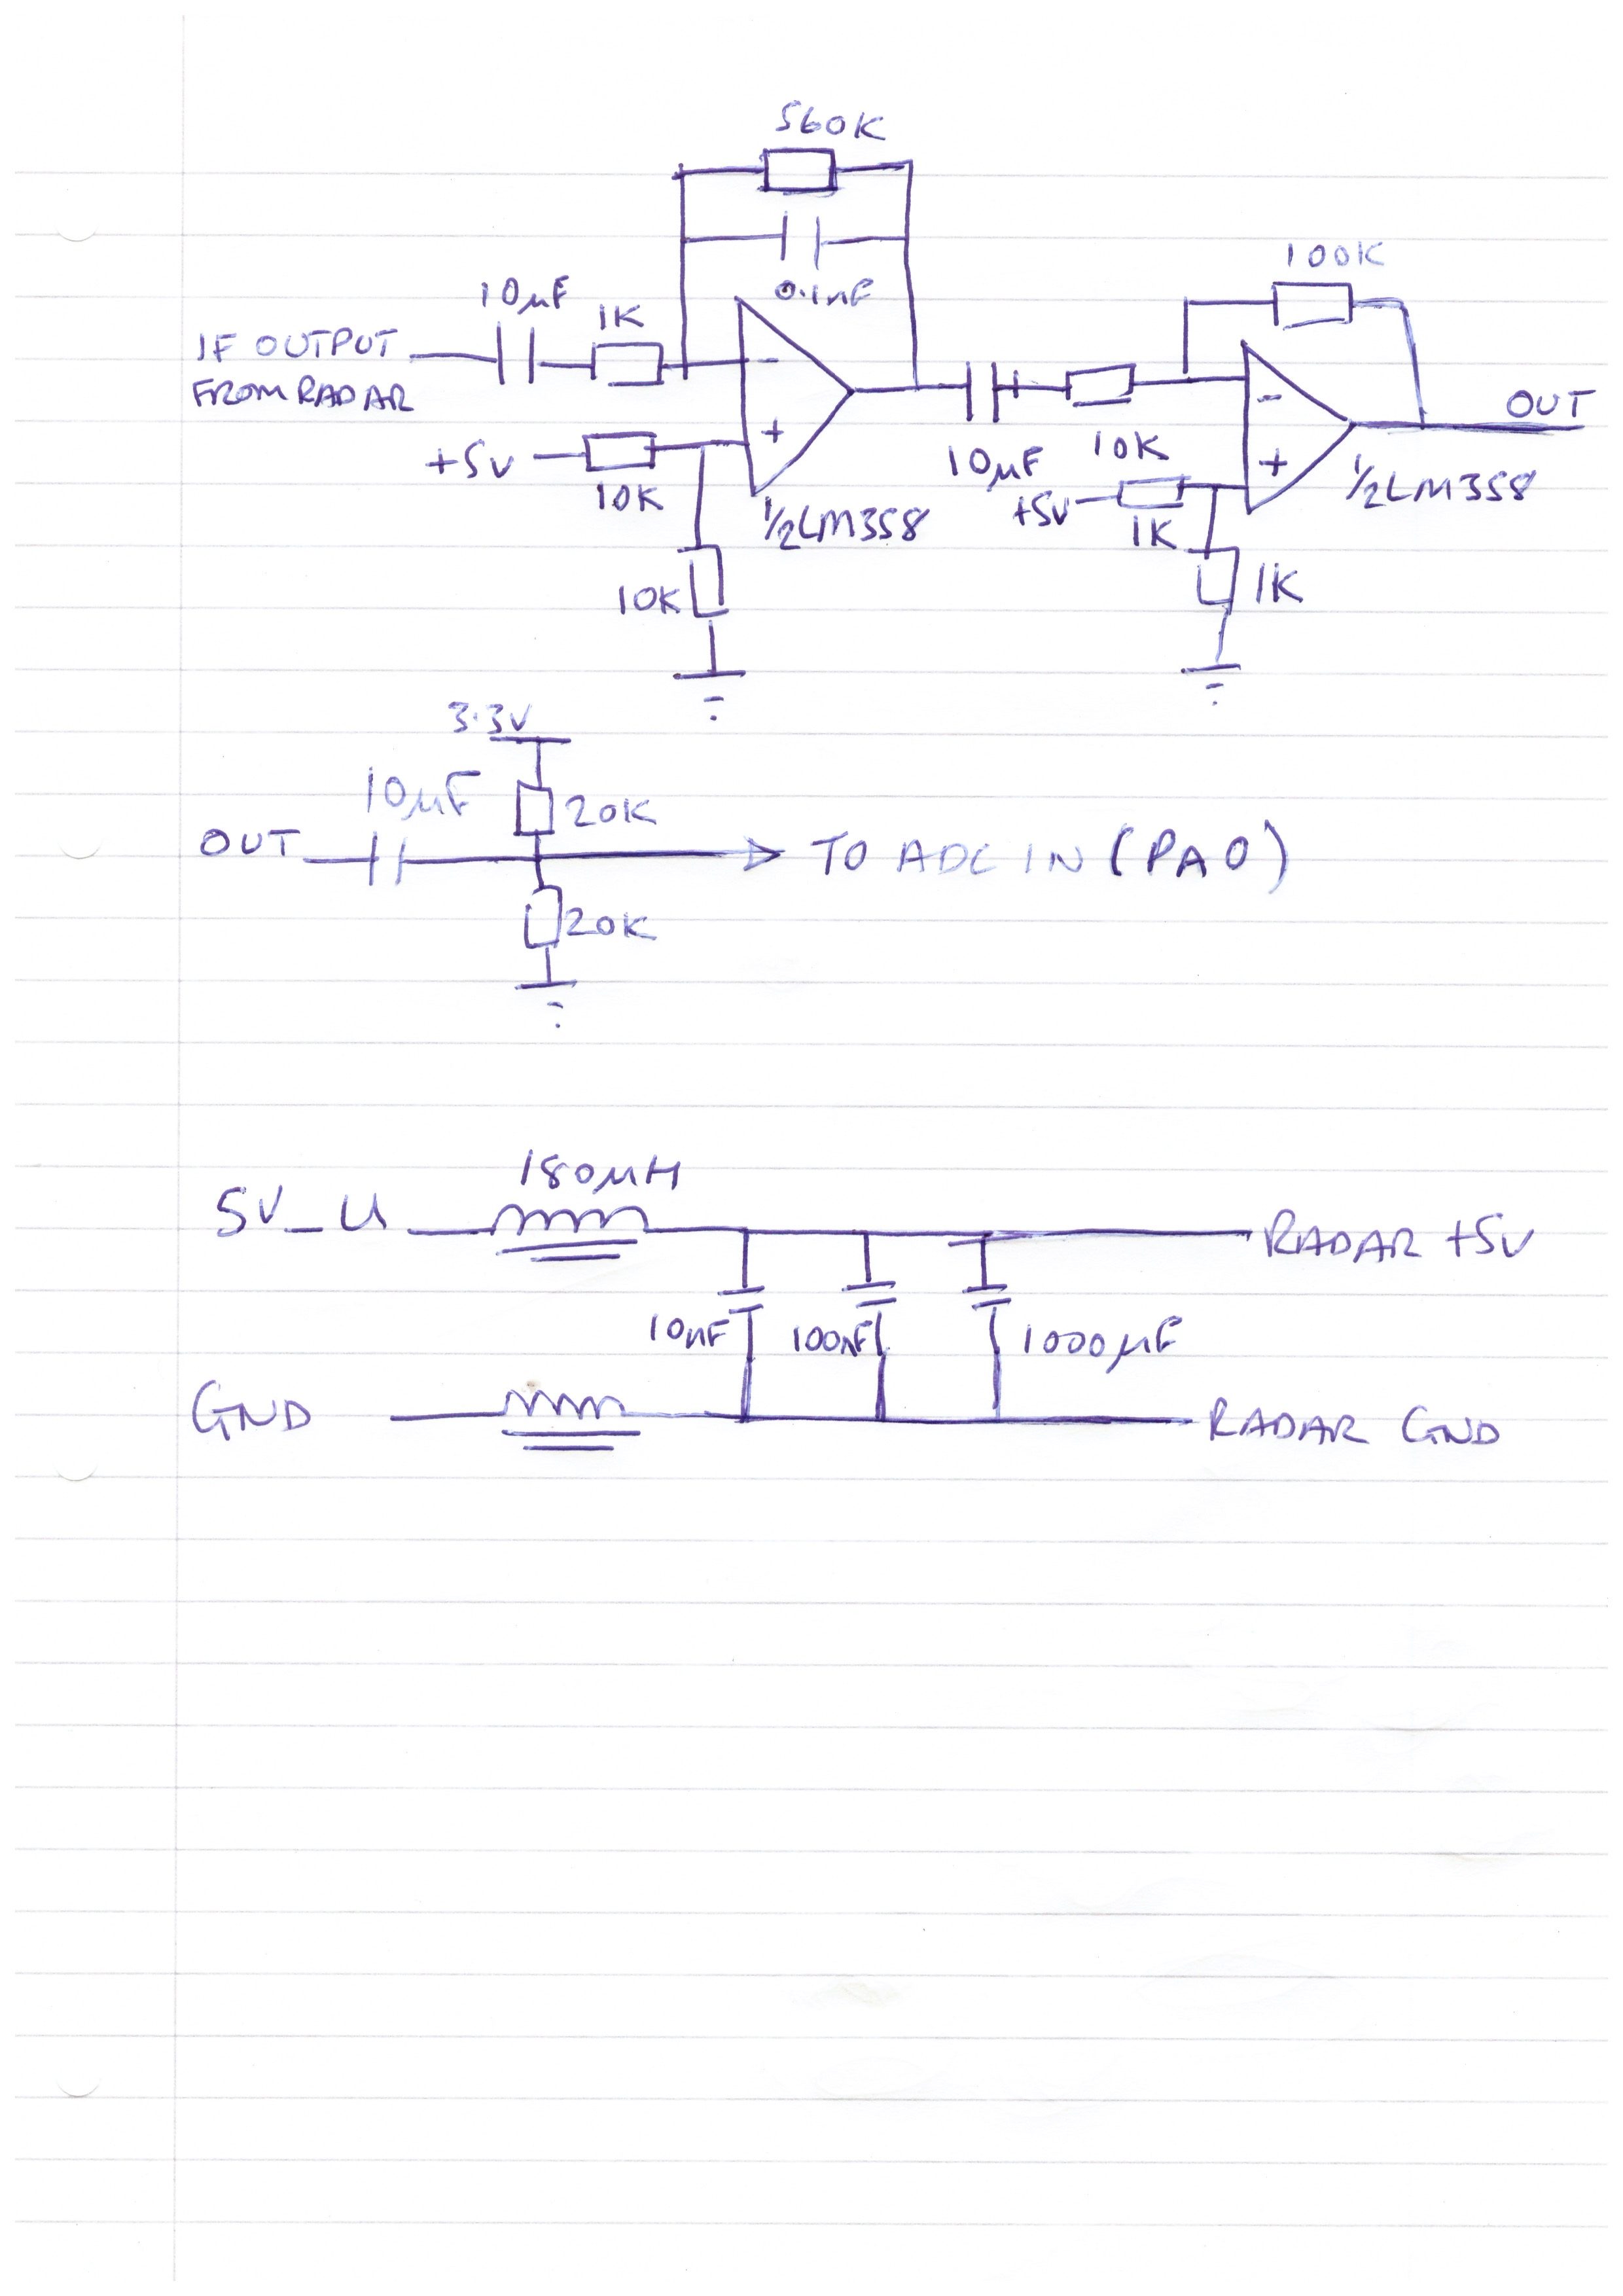 560K
0.1nF
100K
10µF
1K
IF OUTPUT
FROM RADAR
-
+
+5V
10K
½LM358
10K
10µF
10K
-
+
+5V
1K
½LM358
OUT
1K
3.3V
10µF
20K
OUT
TO ADC IN (PA0)
20K
180µH
5V_U
RADAR +5V
10nF
100nF
1000µF
GND
RADAR GND